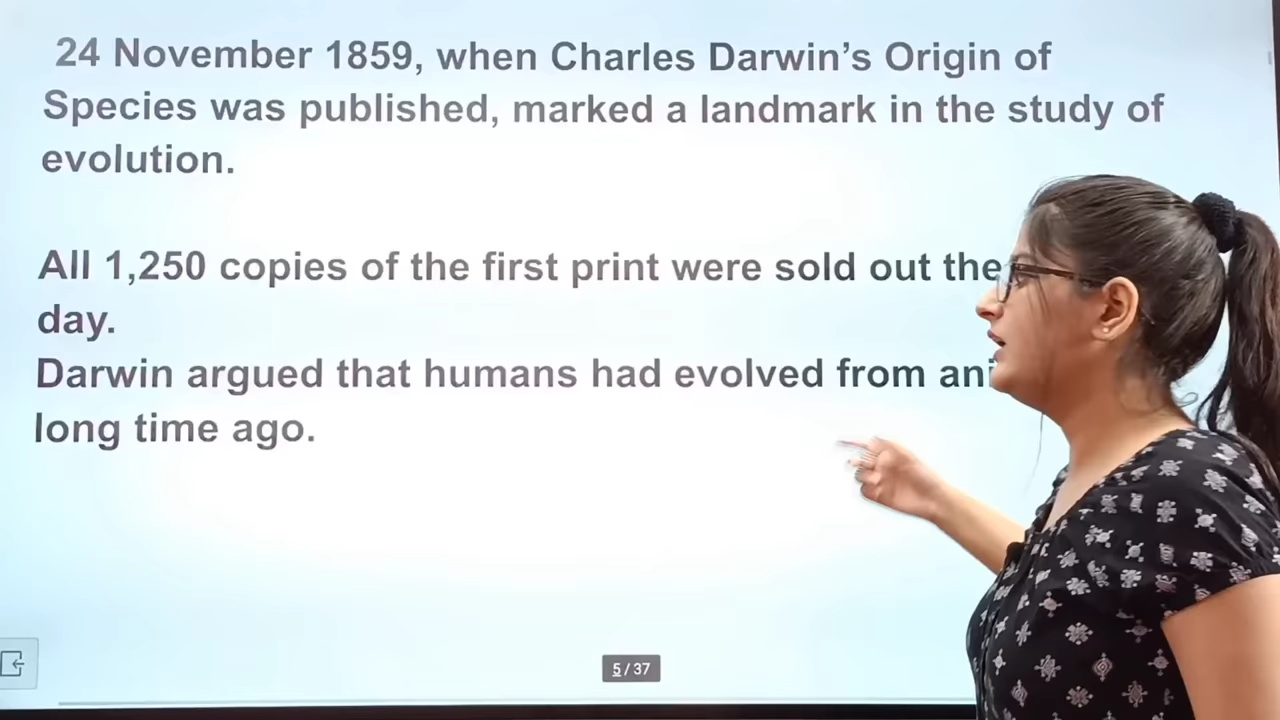 24 November 1859, when Charles Darwin’s Origin of
Species was published, marked a landmark in the study of
evolution.
All 1,250 copies of the first print were sold out the
day.
Darwin argued that humans had evolved from
long time ago.
5 / 37